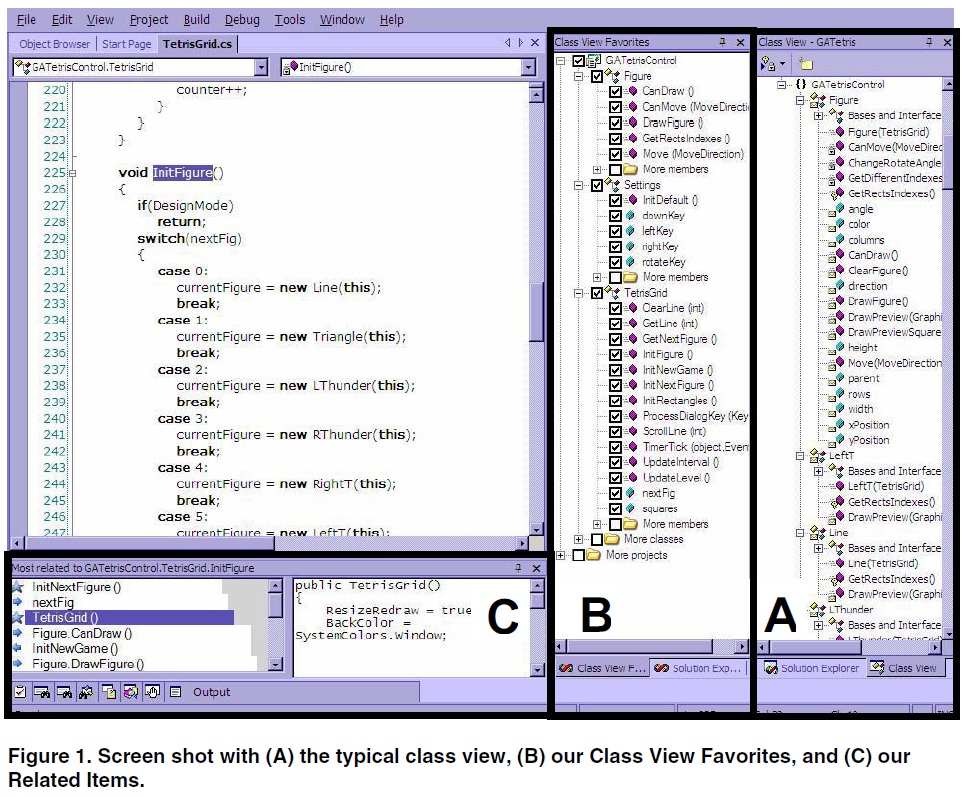 File Edit View Project Build Debug Tools Window Help
Object Browser Start Page TetrisGrid.cs
GATetrisControl.TetrisGrid InitFigure()
220 counter++;
221 }
222 }
223 }
224
225 void InitFigure()
226 {
227 if(DesignMode)
228 return;
229 switch(nextFig)
230 {
231 case 0:
232 currentFigure = new Line(this);
233 break;
234 case 1:
235 currentFigure = new Triangle(this);
236 break;
237 case 2:
238 currentFigure = new LThunder(this);
239 break;
240 case 3:
241 currentFigure = new RThunder(this);
242 break;
243 case 4:
244 currentFigure = new RightT(this);
245 break;
246 case 5:
247 currentFigure = new LeftT(this);
Most related to GATetrisControl.TetrisGrid.InitFigure
InitNextFigure ()
nextFig
TetrisGrid ()
Figure.CanDraw ()
InitNewGame ()
Figure.DrawFigure ()
public TetrisGrid()
{
ResizeRedraw = true
BackColor =
SystemColors.Window;
C
Output
Class View Favorites
GATetrisControl
Figure
CanDraw ()
CanMove (MoveDirecti
DrawFigure ()
GetRectsIndexes ()
Move (MoveDirection)
More members
Settings
InitDefault ()
downKey
leftKey
rightKey
rotateKey
More members
TetrisGrid
ClearLine (int)
GetLine (int)
GetNextFigure ()
InitFigure ()
InitNewGame ()
InitNextFigure ()
InitRectangles ()
ProcessDialogKey (Key
ScrollLine (int)
TimerTick (object,Event
UpdateInterval ()
UpdateLevel ()
nextFig
squares
More members
More classes
More projects
B
Class View F... Solution Exp...
Class View - GATetris
{} GATetrisControl
Figure
Bases and Interface
Figure(TetrisGrid)
CanMove(MoveDirec
ChangeRotateAngle
GetDifferentIndexes
GetRectsIndexes()
angle
color
columns
CanDraw()
ClearFigure()
direction
DrawFigure()
DrawPreview(Graphi
DrawPreviewSquare
height
Move(MoveDirection
parent
rows
width
xPosition
yPosition
LeftT
Bases and Interface
LeftT(TetrisGrid)
GetRectsIndexes()
DrawPreview(Graphi
Line
Bases and Interface
Line(TetrisGrid)
GetRectsIndexes()
DrawPreview(Graphi
LThunder
Bases and Interface
LThunder(TetrisGrid
A
Solution Explorer Class View
Figure 1. Screen shot with (A) the typical class view, (B) our Class View Favorites, and (C) our
Related Items.